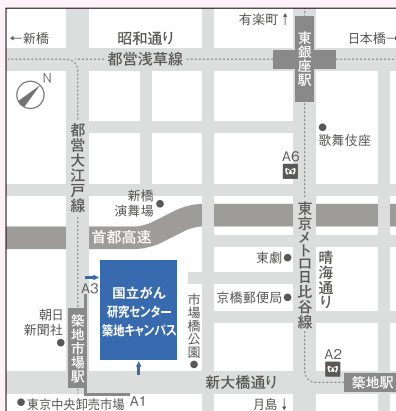 有楽町↑
←新橋
昭和通り
日本橋→
都営浅草線
東銀座駅
N
都営大江戸線
歌舞伎座
A6
新橋
演舞場
首都高速
東京メトロ日比谷線
晴海通り
東劇
A3
国立がん
研究センター
築地キャンパス
市場橋公園
京橋郵便局
朝日
新聞社
築地市場駅
A2
新大橋通り
築地駅
東京中央卸売市場
A1
月島↓